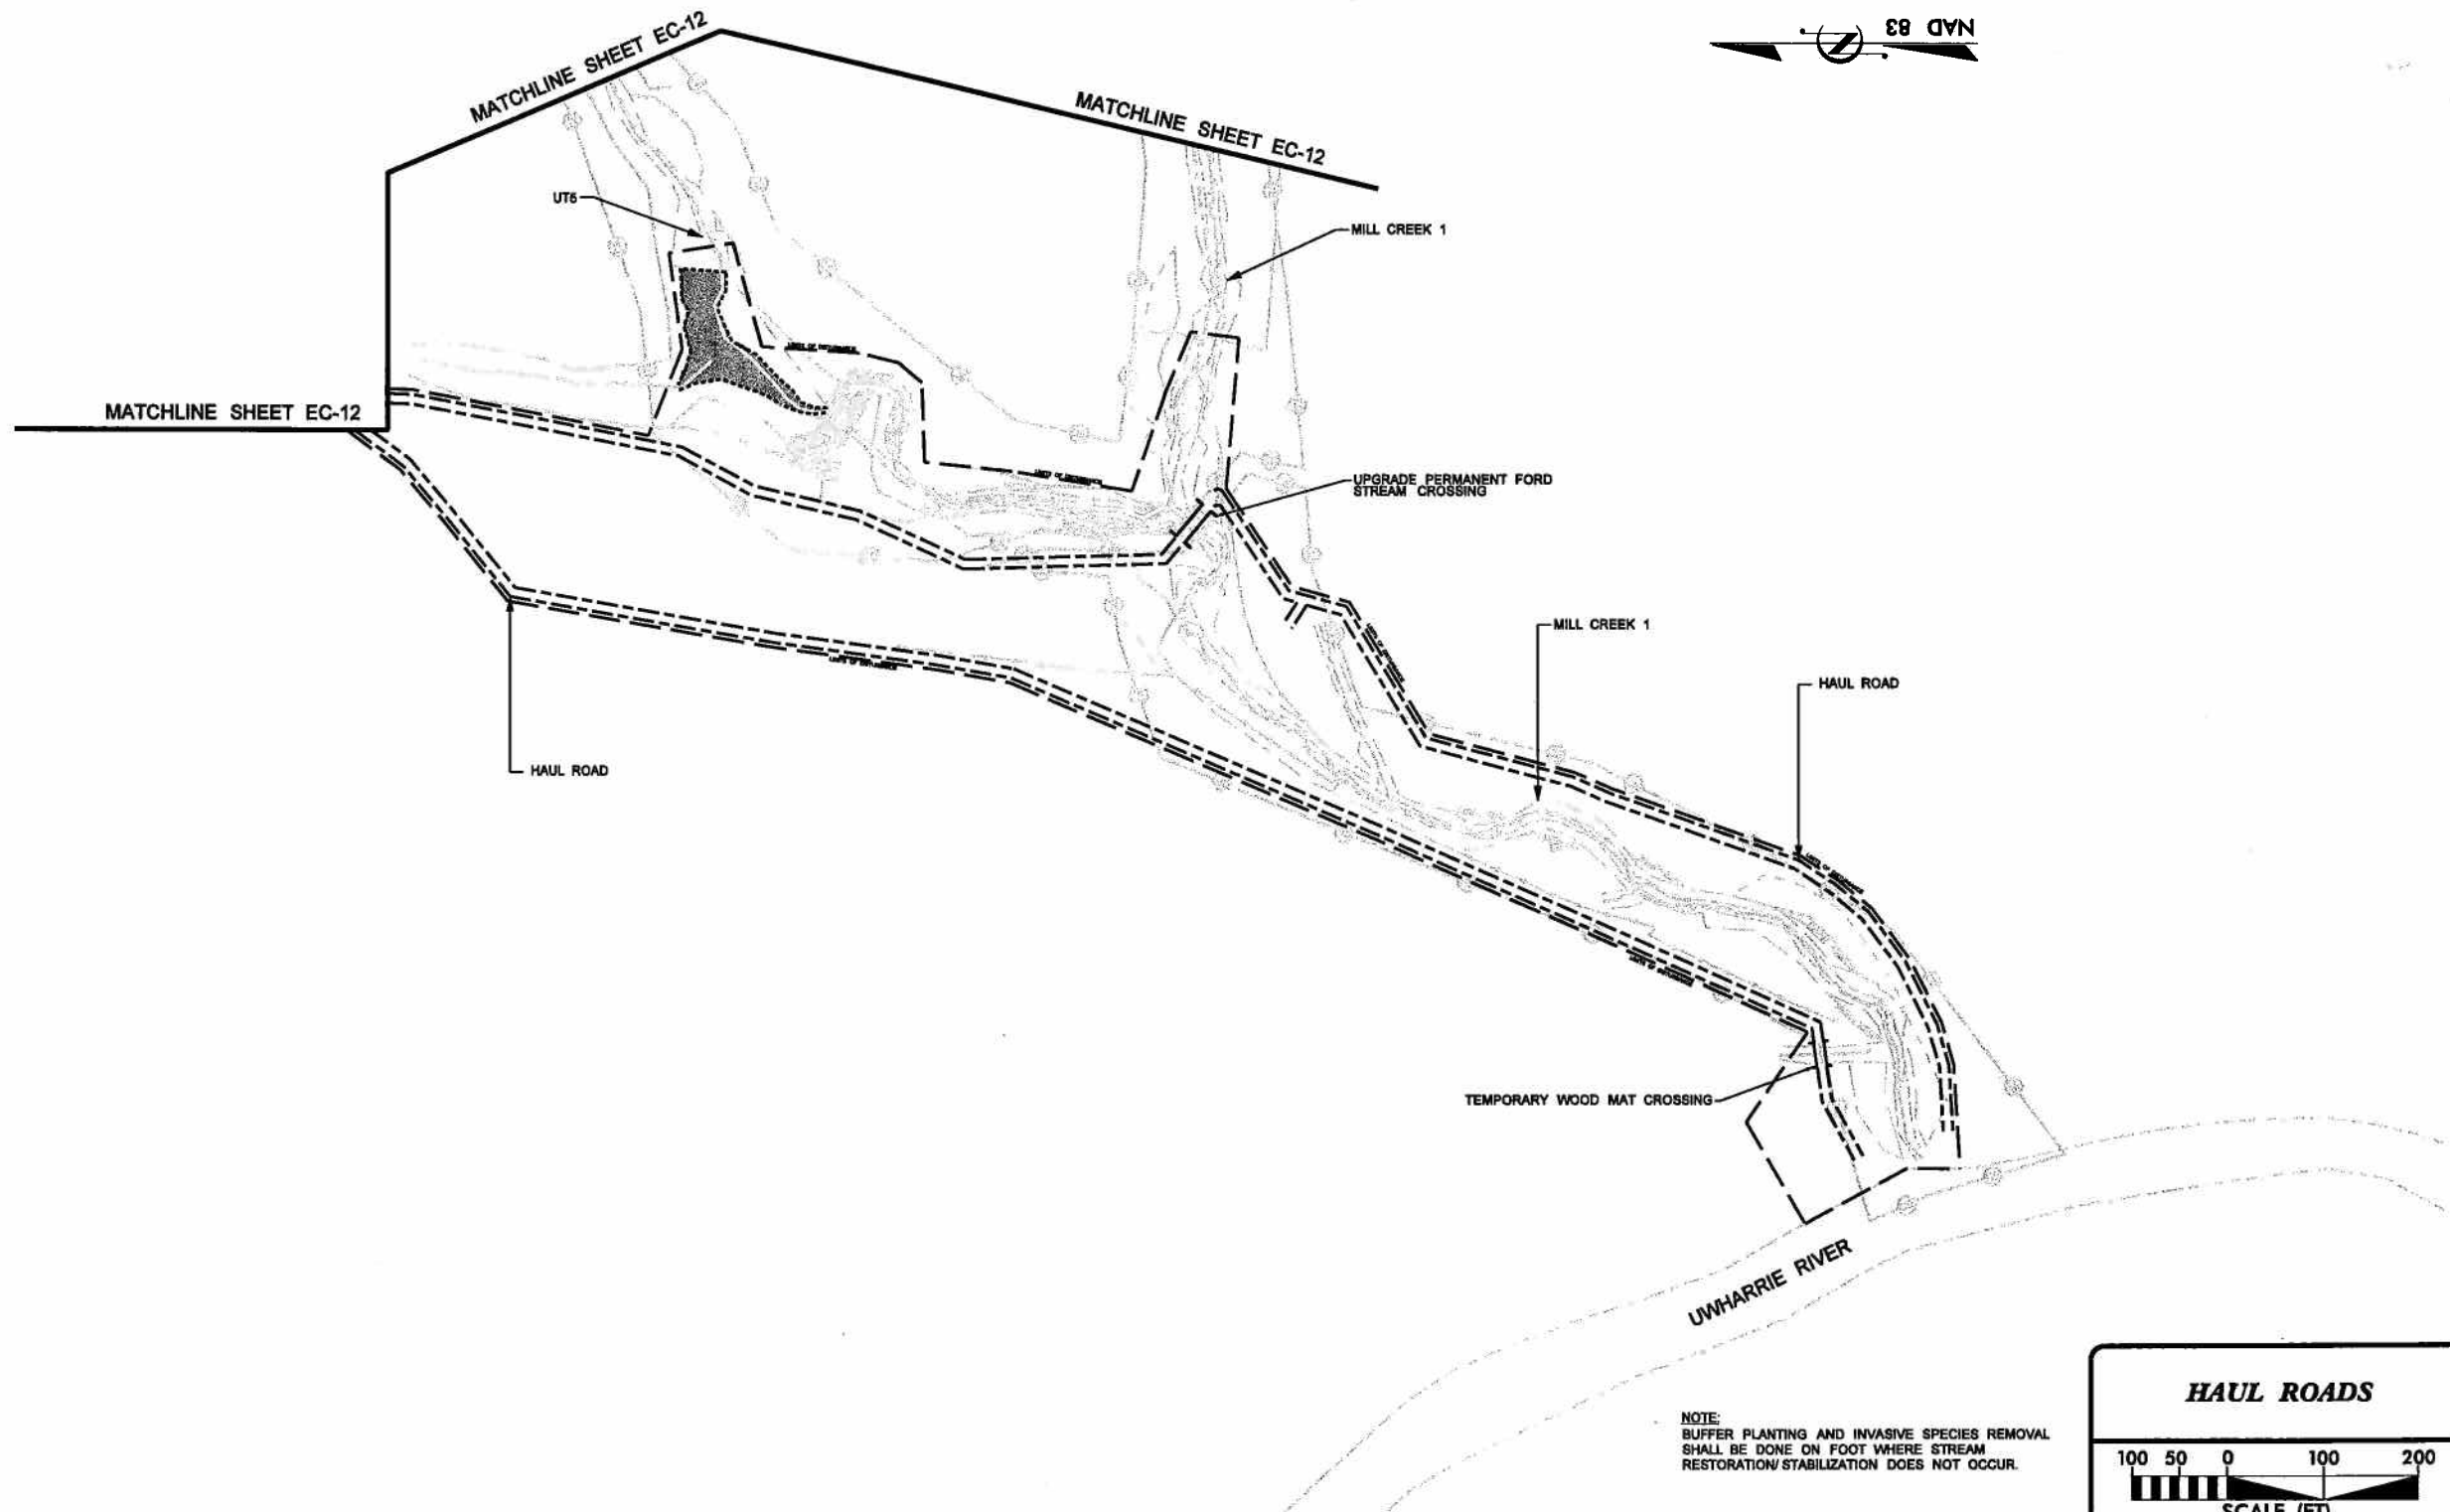 NAD 83
MATCHLINE SHEET EC-12
MATCHLINE SHEET EC-12
UT5
MILL CREEK 1
MATCHLINE SHEET EC-12
UPGRADE PERMANENT FORD
STREAM CROSSING
MILL CREEK 1
HAUL ROAD
HAUL ROAD
TEMPORARY WOOD MAT CROSSING
UWHARRIE RIVER
NOTE:
BUFFER PLANTING AND INVASIVE SPECIES REMOVAL
SHALL BE DONE ON FOOT WHERE STREAM
RESTORATION/STABILIZATION DOES NOT OCCUR.
HAUL ROADS
100 50 0 100 200
SCALE (FT)